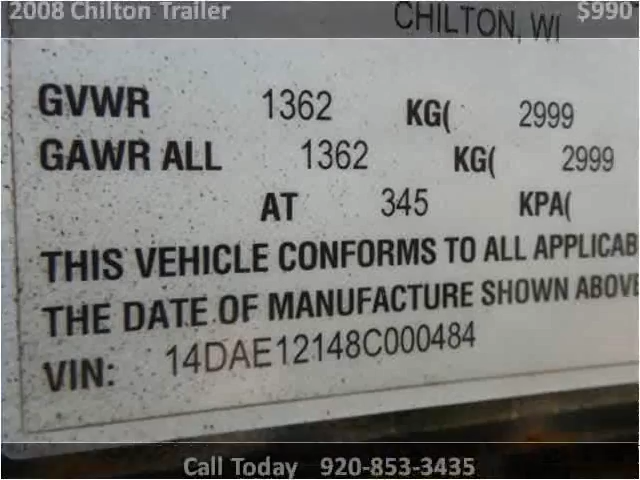 2008 Chilton Trailer $990
CHILTON, WI
GVWR 1362 KG( 2999
GAWR ALL 1362 KG( 2999
AT 345 KPA(
THIS VEHICLE CONFORMS TO ALL APPLICAB
THE DATE OF MANUFACTURE SHOWN ABOVE
VIN: 14DAE12148C000484
Call Today 920-853-3435